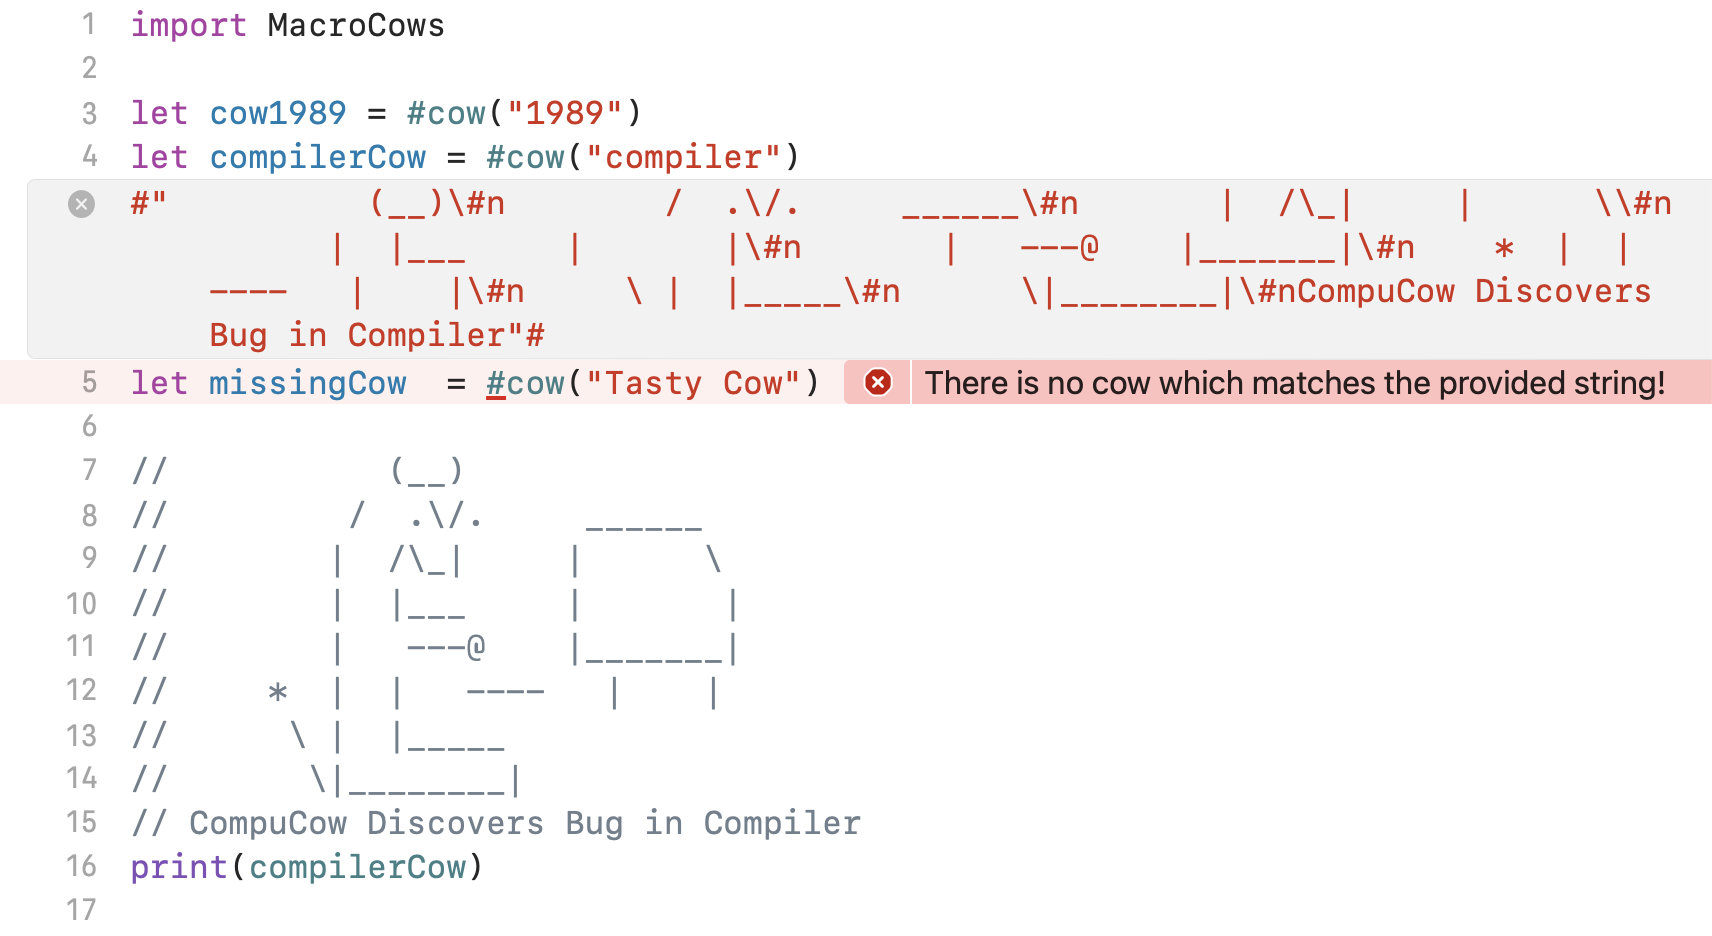 1 import MacroCows
2
3 let cow1989 = #cow("1989")
4 let compilerCow = #cow("compiler")
#"          (__)\#n        /  .\/.     ______\#n       |  /\_|     |      \\#n
          |  |___     |       |\#n       |   ---@    |_______|\#n    *  |  |
   ----   |    |\#n     \ |  |_____\#n      \|________|\#nCompuCow Discovers
    Bug in Compiler"#
5 let missingCow  = #cow("Tasty Cow") There is no cow which matches the provided string!
6
7 //           (__)
8 //         /  .\/.     ______
9 //        |  /\_|     |      \
10 //        |  |___     |       |
11 //        |   ---@    |_______|
12 //     *  |  |   ----   |    |
13 //      \ |  |_____
14 //       \|________|
15 // CompuCow Discovers Bug in Compiler
16 print(compilerCow)
17